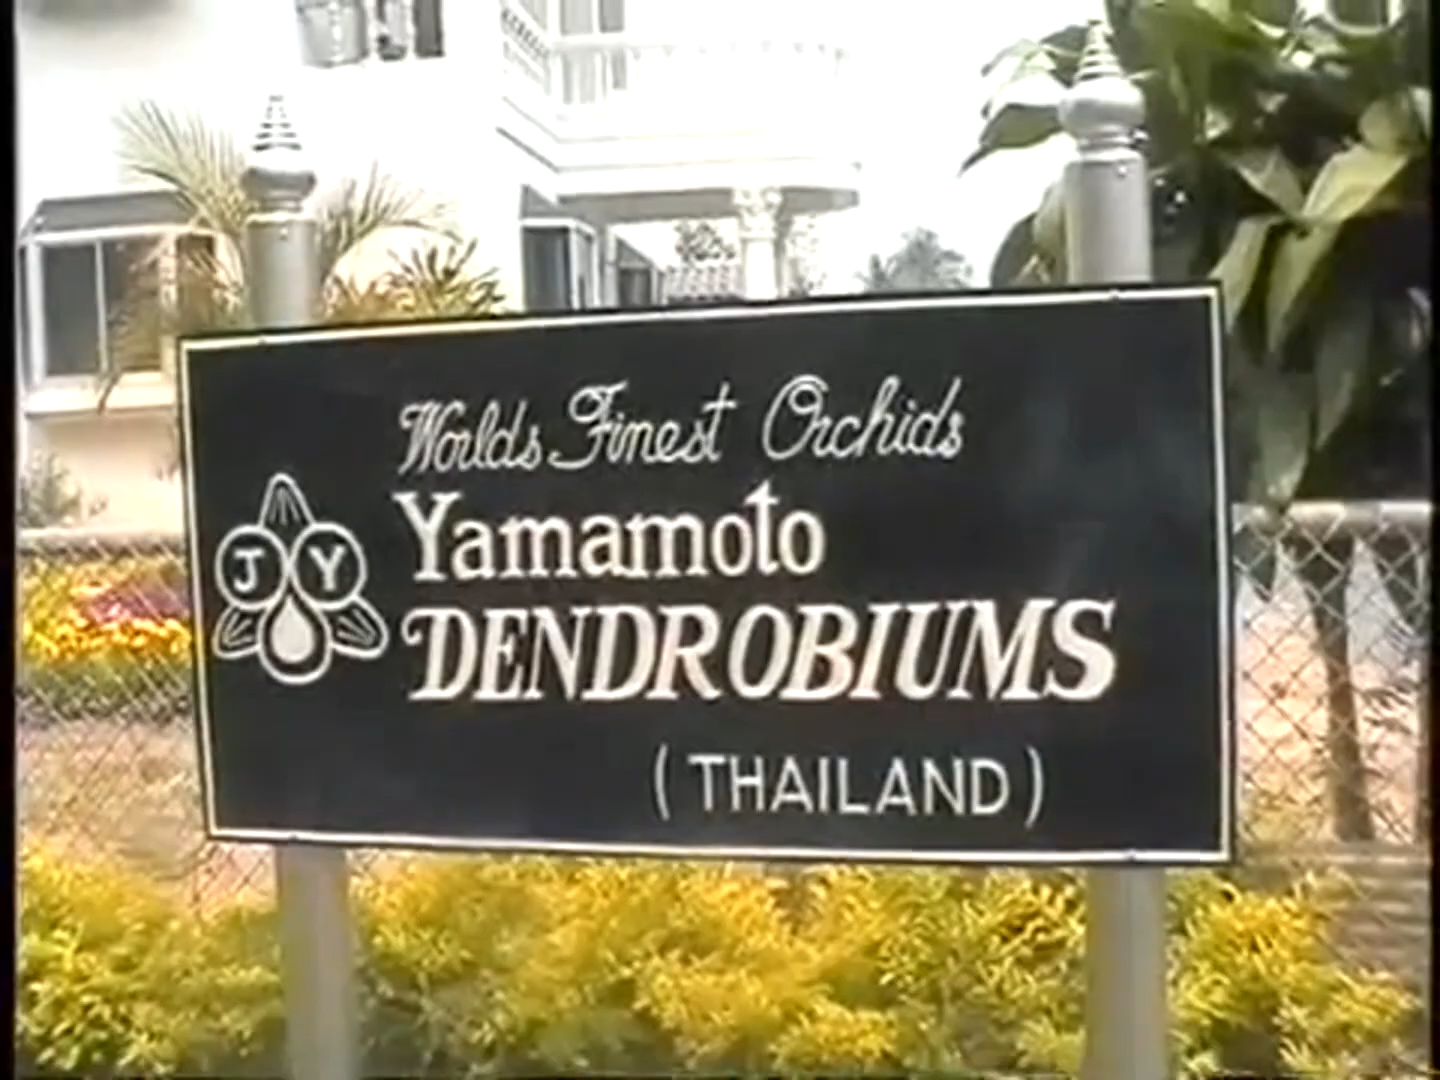 Worlds Finest Orchids
J Y
Yamamoto
DENDROBIUMS
( THAILAND )